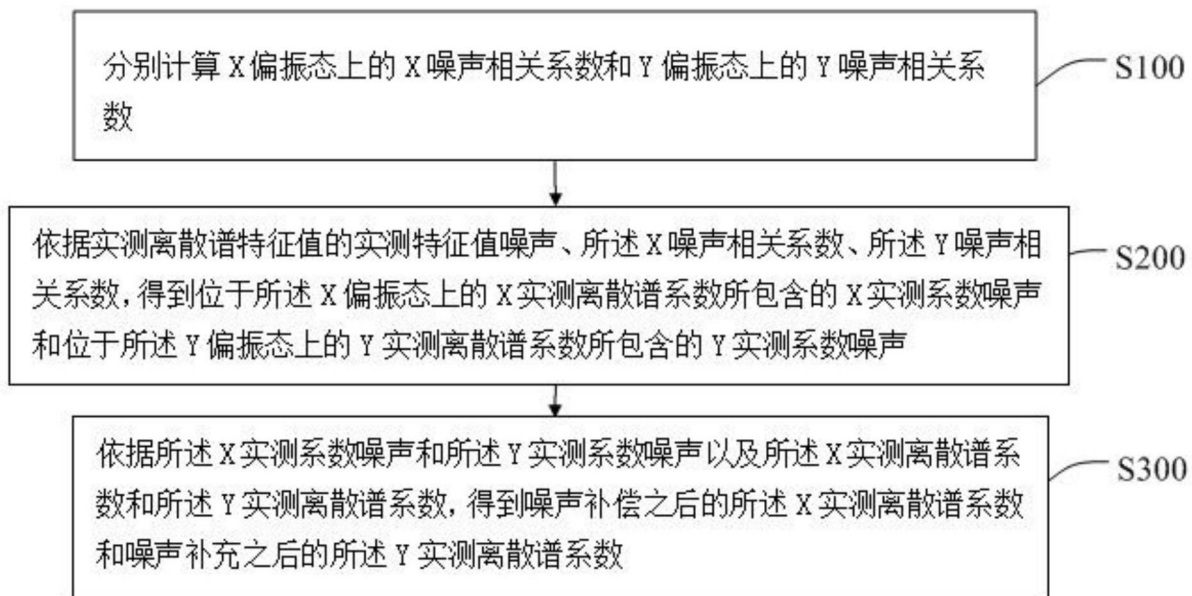 分别计算X偏振态上的X噪声相关系数和Y偏振态上的Y噪声相关系
数
S100
依据实测离散谱特征值的实测特征值噪声、所述X噪声相关系数、所述Y噪声相
关系数,得到位于所述X偏振态上的X实测离散谱系数所包含的X实测系数噪声
和位于所述Y偏振态上的Y实测离散谱系数所包含的Y实测系数噪声
S200
依据所述X实测系数噪声和所述Y实测系数噪声以及所述X实测离散谱系
数和所述Y实测离散谱系数,得到噪声补偿之后的所述X实测离散谱系数
和噪声补充之后的所述Y实测离散谱系数
S300